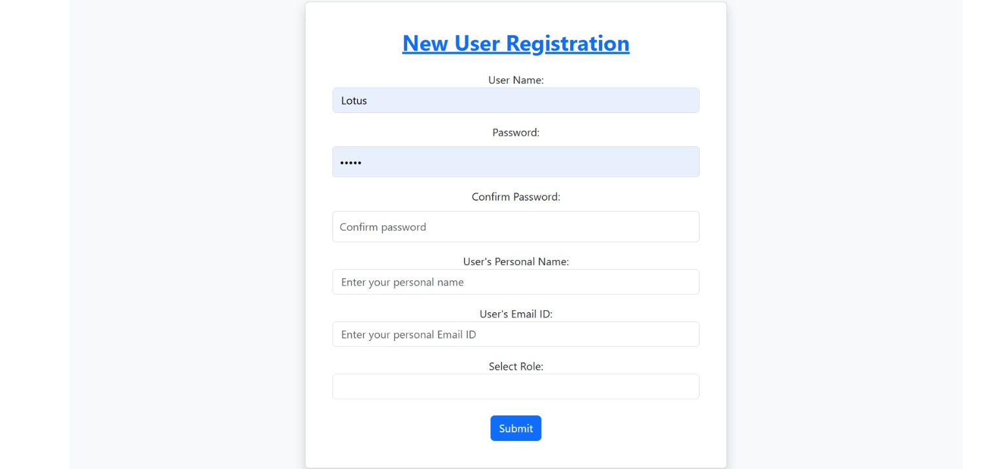 New User Registration
User Name:
Lotus
Password:
•••••
Confirm Password:
Confirm password
User's Personal Name:
Enter your personal name
User's Email ID:
Enter your personal Email ID
Select Role:
Submit